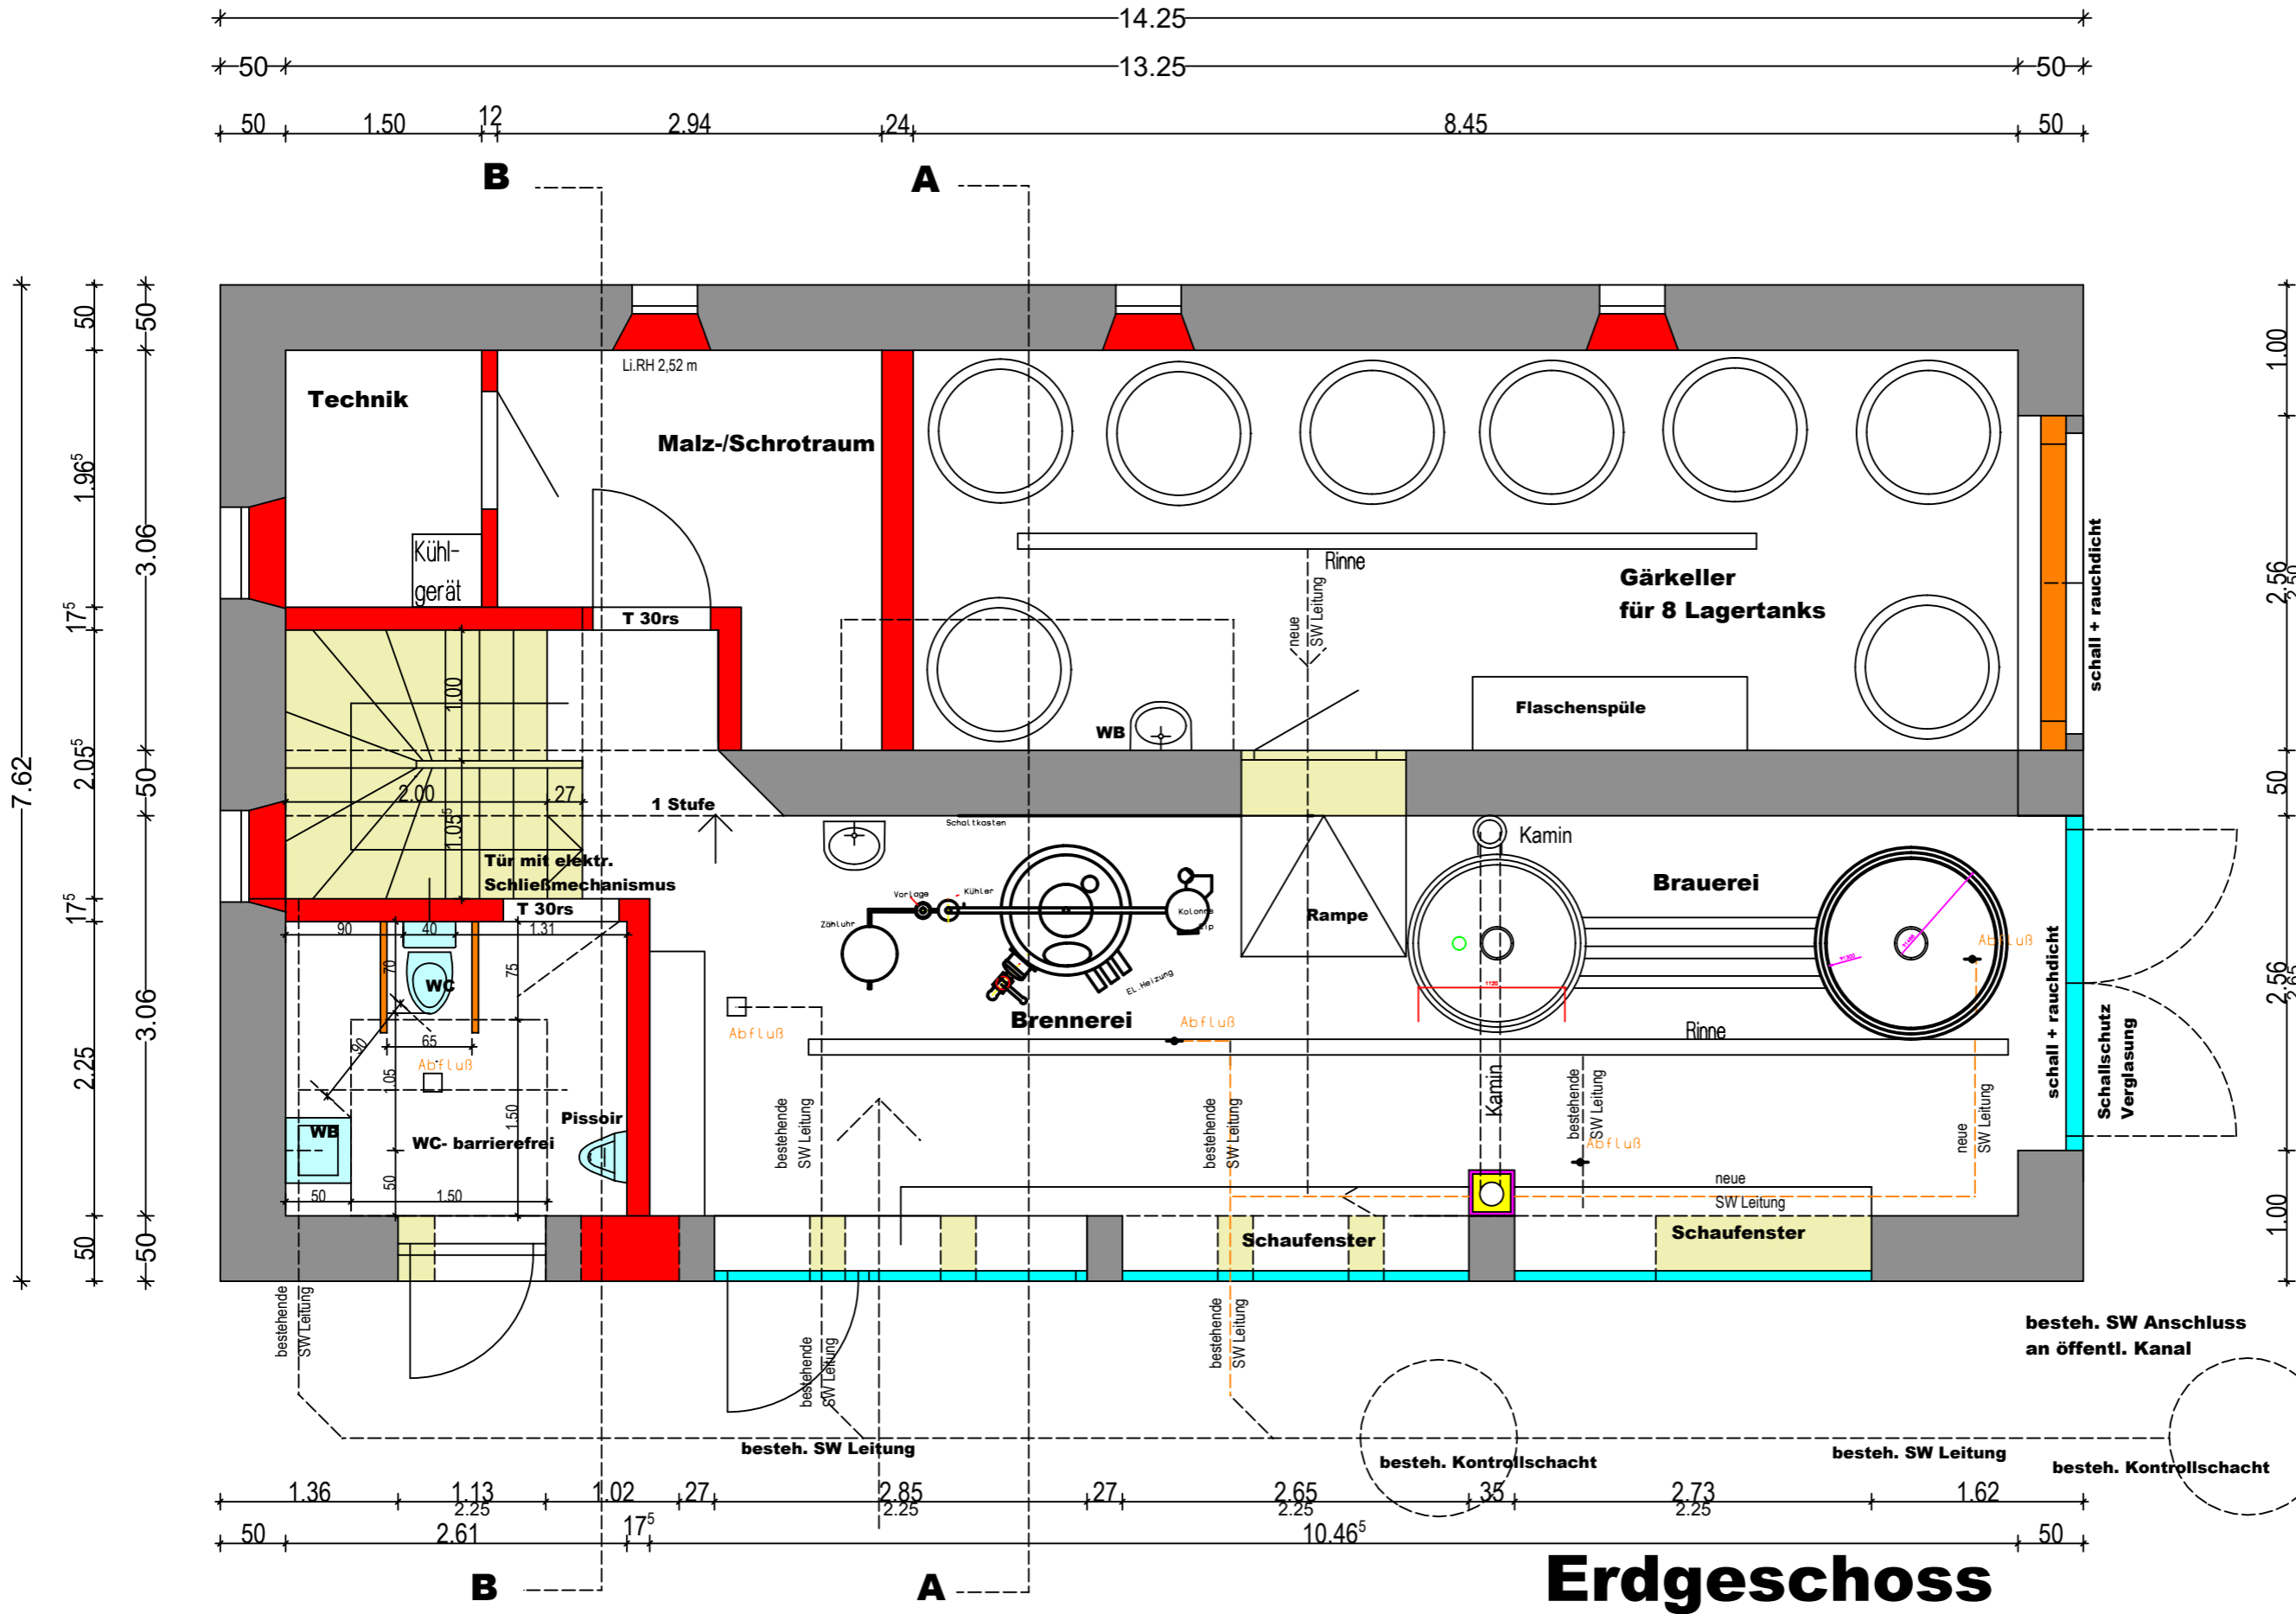 14.25
50 13.25 50
50 1.50 12 2.94 24 8.45 50
B A
7.62
50 1.96⁵ 17⁵ 2.05⁵ 17⁵ 2.25 50
50 3.06 50 3.06 50
Technik
Li.RH 2,52 m
Malz-/Schrotraum
Kühl-
gerät
T 30rs
Rinne
neue
SW Leitung
Gärkeller
für 8 Lagertanks
Flaschenspüle
WB
schall + rauchdicht
1.00
2.56
2.50
50
2.56
2.65
1.00
1.00
2.00 27
1.05⁵
1 Stufe
Tür mit elektr.
Schließmechanismus
T 30rs
90 40 1.31
70
75
WC
65
90
Abfluß
1.05
1.50
WB
WC- barrierefrei
Pissoir
50
50 1.50
Schaltkasten
Vorlage
Kühler
Zähluhr
Kolonne
El.Heizung
Brennerei
Abfluß
Abfluß
Rampe
Kamin
Brauerei
1120
Abfluß
Rinne
Kamin
bestehende
SW Leitung
bestehende
SW Leitung
bestehende
SW Leitung
Abfluß
neue
SW Leitung
neue
SW Leitung
schall + rauchdicht
Schallschutz
Verglasung
Schaufenster
Schaufenster
bestehende
SW Leitung
bestehende
SW Leitung
bestehende
SW Leitung
besteh. SW Anschluss
an öffentl. Kanal
besteh. SW Leitung
besteh. Kontrollschacht
besteh. SW Leitung
besteh. Kontrollschacht
1.36 1.13 1.02 27 2.85 27 2.65 35 2.73 1.62
2.25 2.25 2.25 2.25
50 2.61 17⁵ 10.46⁵ 50
B A
Erdgeschoss